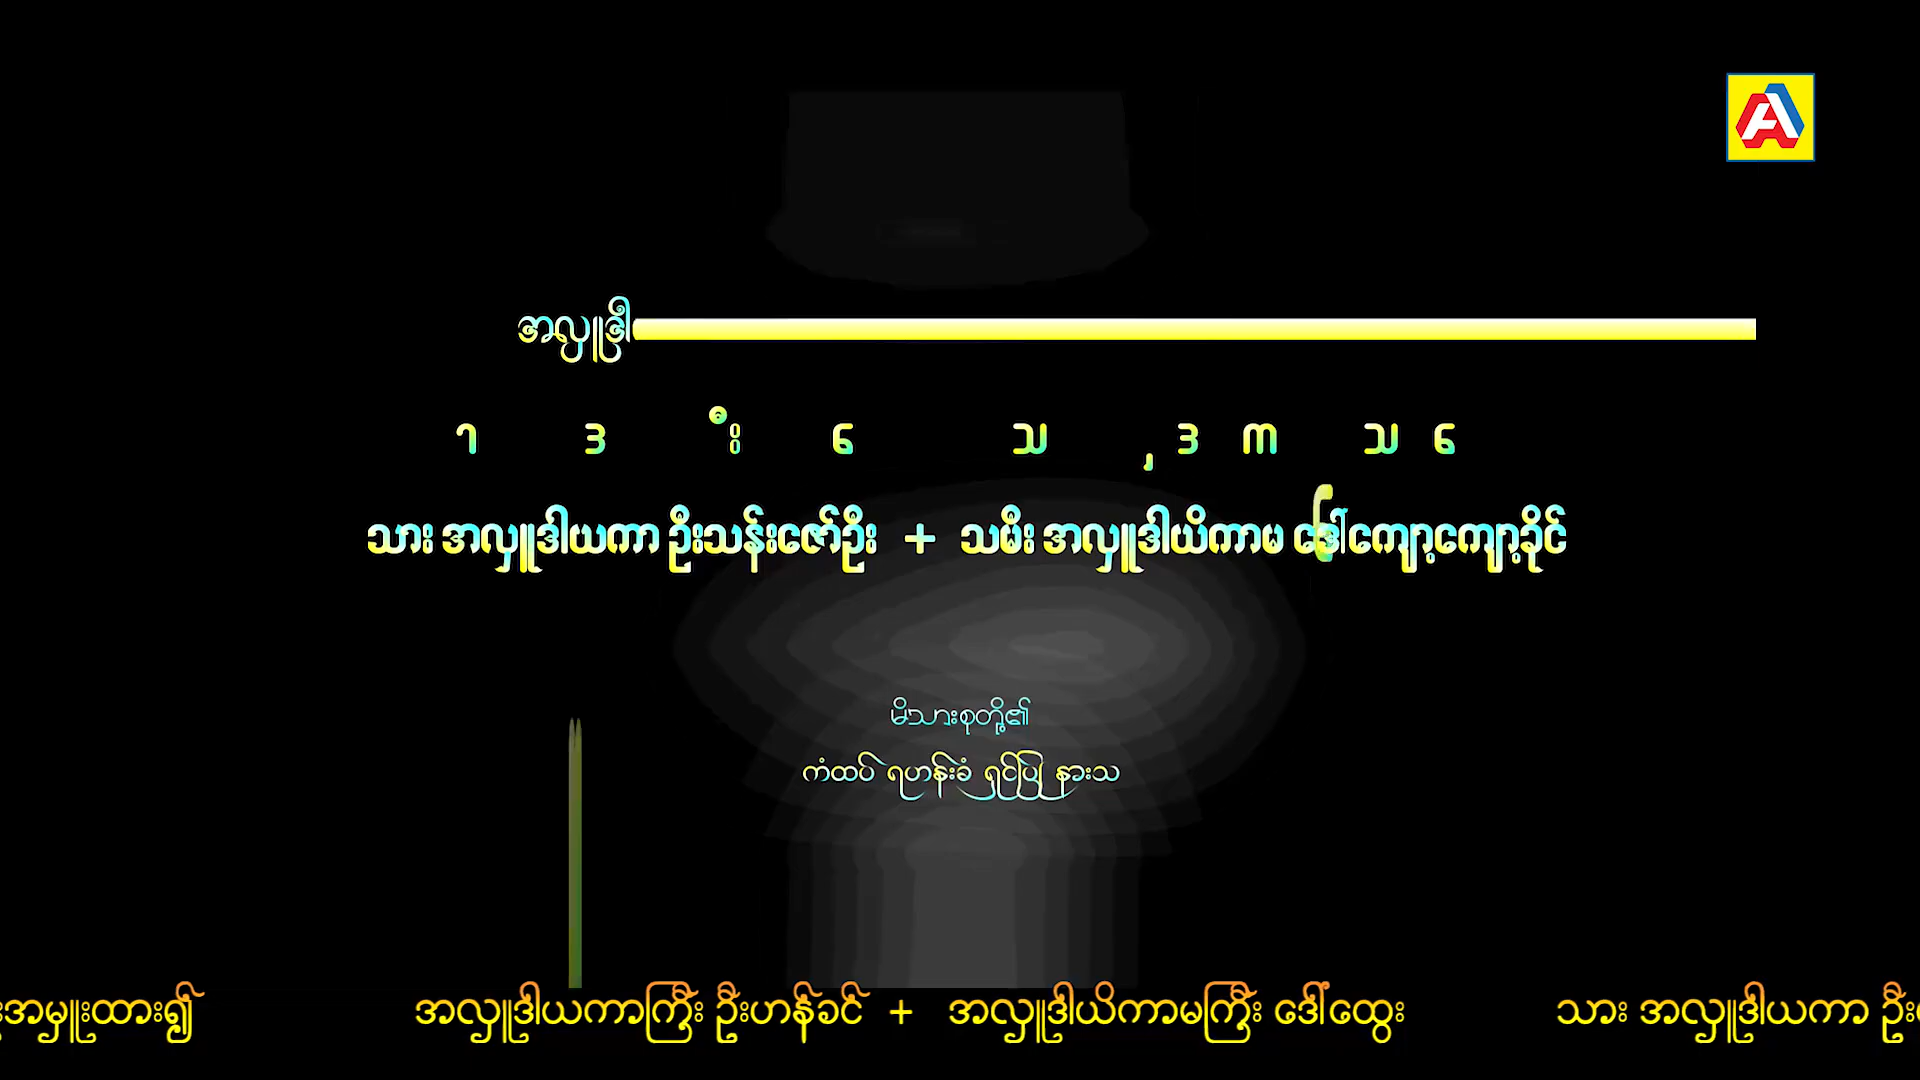 အလှူဒါ
သား အလှူဒါယကာ ဦးသန်းဇော်ဦး + သမီး အလှူဒါယိကာမ ဒေါ်ကျော့ကျော့ခိုင်
မိသားစုတို့၏
ကံထပ် ရဟန်းခံ ရှင်ပြု နားသ
အမှူးထား၍ အလှူဒါယကာကြီး ဦးဟန်ခင် + အလှူဒါယိကာမကြီး ဒေါ်ထွေး သား အလှူဒါယကာ